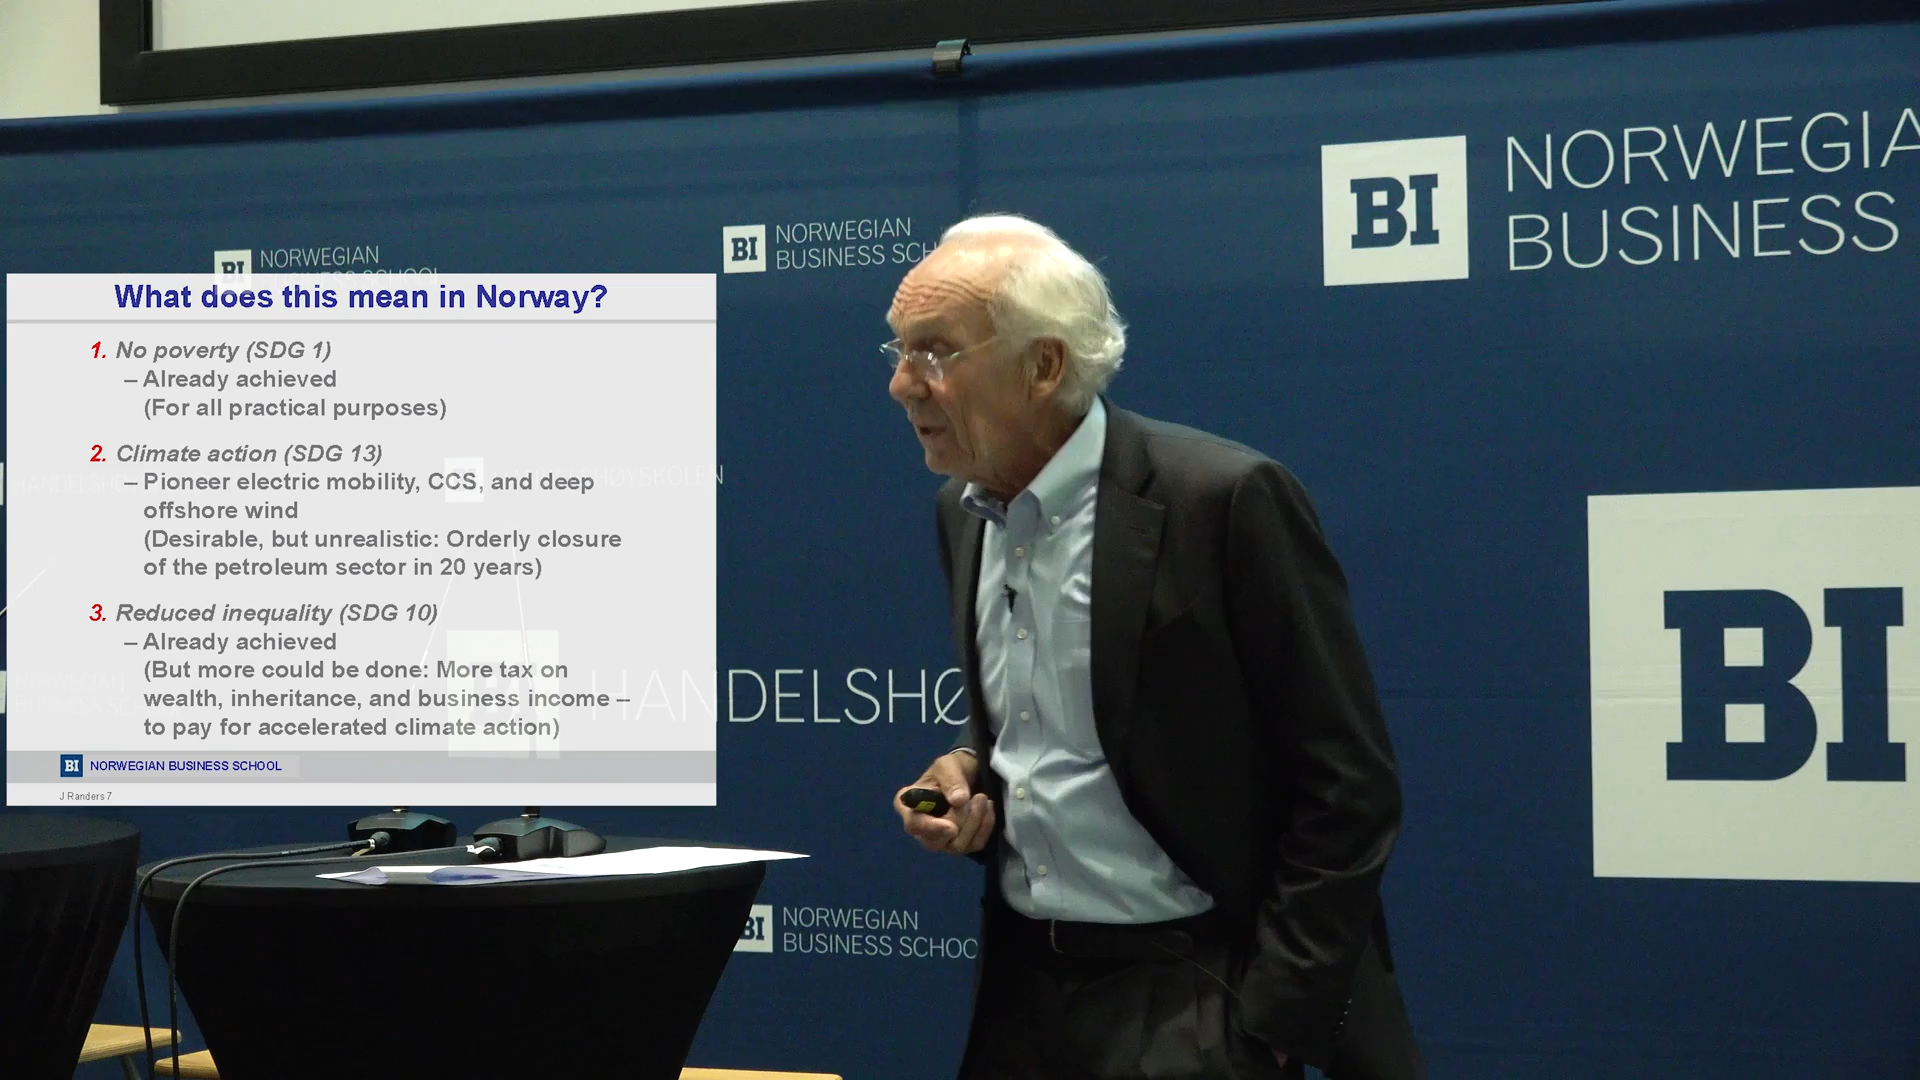 NORWEGIAN
BUSINESS
BI
NORWEGIAN
BUSINESS SCH
BI
NORWEGIAN
BUSINESS SCHOOL
BI
What does this mean in Norway?
1. No poverty (SDG 1)
– Already achieved
(For all practical purposes)
2. Climate action (SDG 13)
– Pioneer electric mobility, CCS, and deep
offshore wind
(Desirable, but unrealistic: Orderly closure
of the petroleum sector in 20 years)
3. Reduced inequality (SDG 10)
– Already achieved
(But more could be done: More tax on
wealth, inheritance, and business income –
to pay for accelerated climate action)
BI NORWEGIAN BUSINESS SCHOOL
J Randers 7
HANDELSHØ
BI
BI
NORWEGIAN
BUSINESS SCHOO